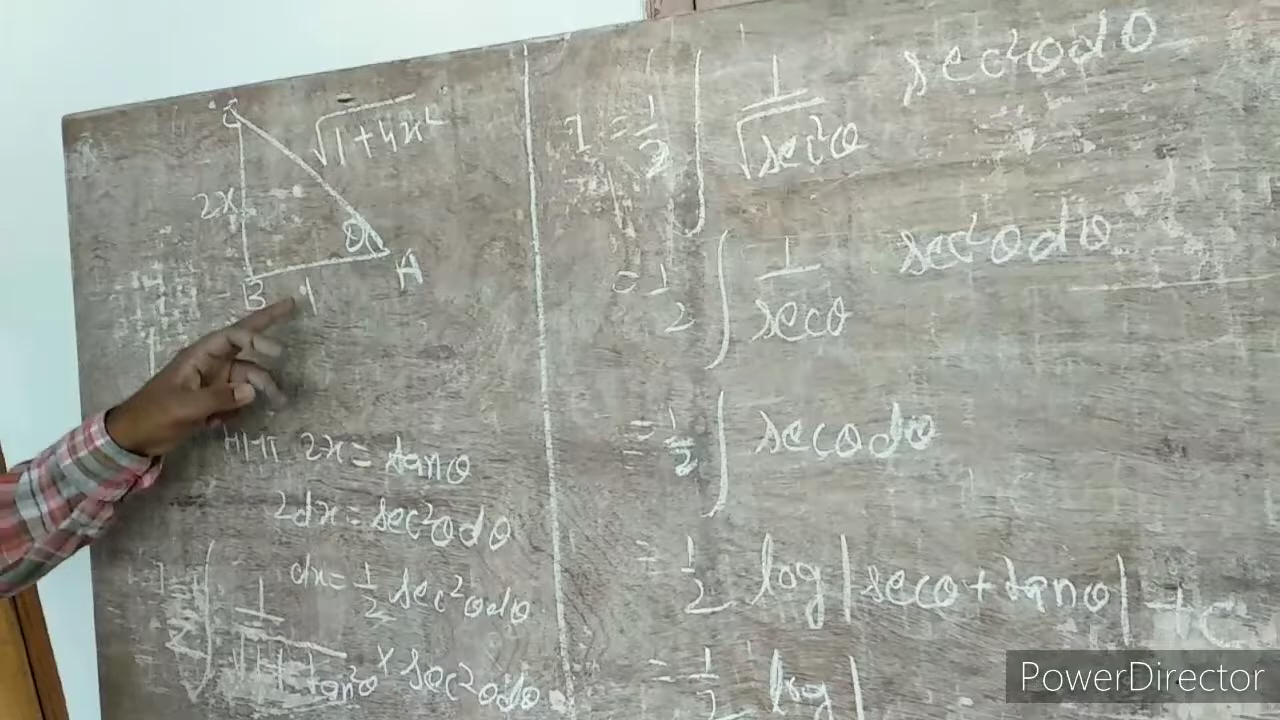 C
√1+4x²
2x
θ
A
B 1
माना 2x = tanθ
2dx = sec²θdθ
dx = 1/2 sec²θdθ
I = 1/2 ∫ 1/√1+tan²θ × sec²θdθ
I = 1/2 ∫ 1/√sec²θ sec²θdθ
= 1/2 ∫ 1/secθ sec²θdθ
= 1/2 ∫ secθdθ
= 1/2 log|secθ+tanθ|+C
= 1/2 log|
PowerDirector